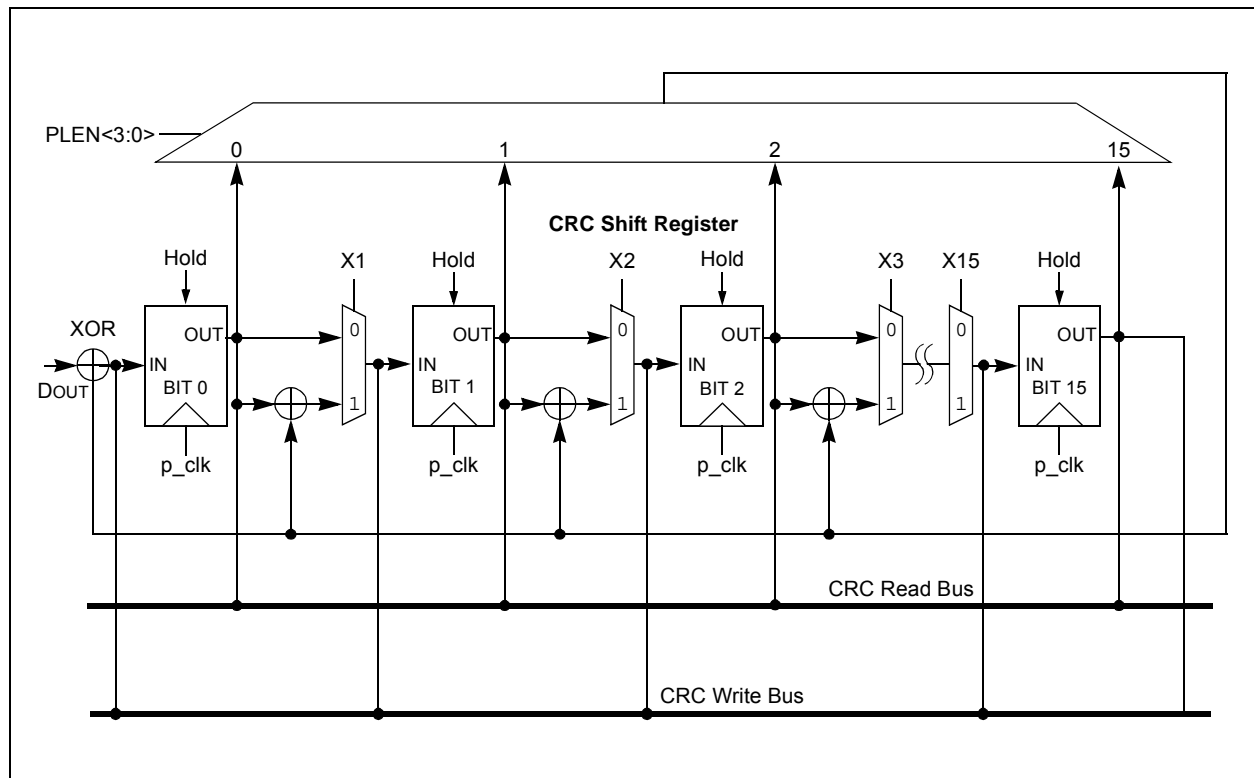 PLEN<3:0>
0 1 2 15
CRC Shift Register
Hold X1 Hold X2 Hold X3 X15 Hold
XOR
OUT 0 OUT 0 OUT 0 0 OUT
IN IN IN IN
DOUT
BIT 0 1 BIT 1 1 BIT 2 1 1 BIT 15
p_clk p_clk p_clk p_clk
CRC Read Bus
CRC Write Bus